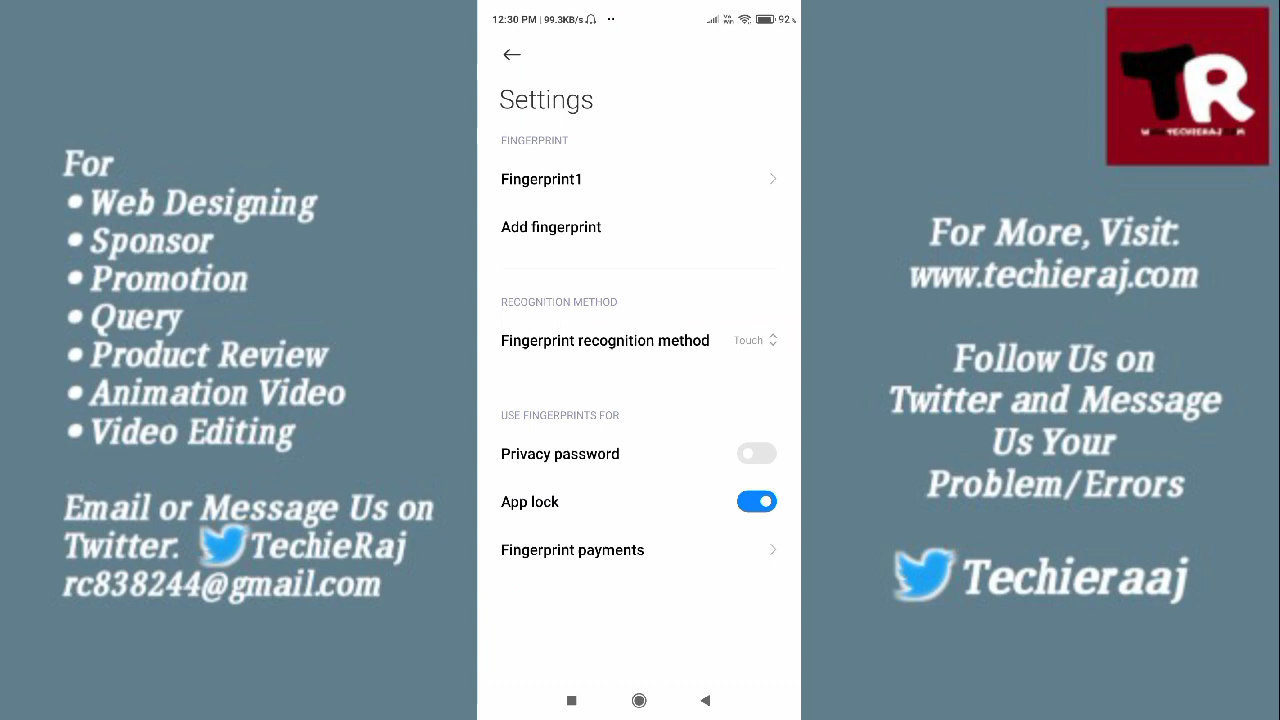 For
• Web Designing
• Sponsor
• Promotion
• Query
• Product Review
• Animation Video
• Video Editing
Email or Message Us on
Twitter. TechieRaj
rc838244@gmail.com
12:30 PM | 99.3KB/s
92%
Settings
FINGERPRINT
Fingerprint1
Add fingerprint
RECOGNITION METHOD
Fingerprint recognition method Touch
USE FINGERPRINTS FOR
Privacy password
App lock
Fingerprint payments
TR
For More, Visit:
www.techieraj.com
Follow Us on
Twitter and Message
Us Your
Problem/Errors
Techieraaj